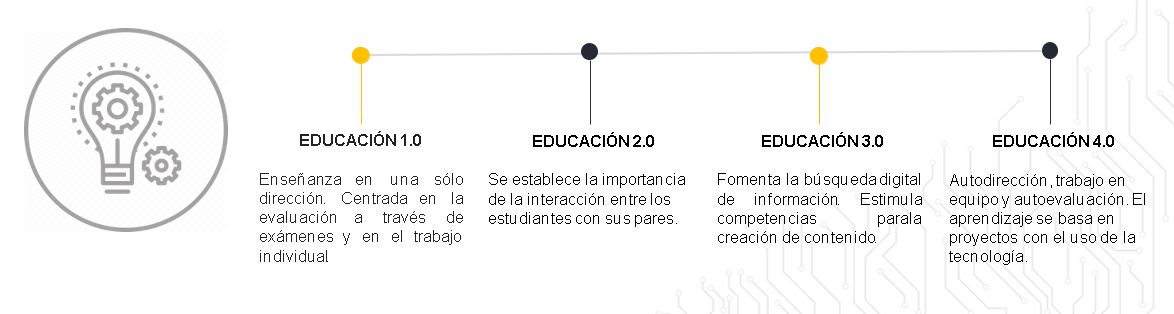 EDUCACIÓN 1.0
Enseñanza en una sólo
dirección. Centrada en la
evaluación a través de
exámenes y en el trabajo
individual
EDUCACIÓN 2.0
Se establece la importancia
de la interacción entre los
estudiantes con sus pares.
EDUCACIÓN 3.0
Fomenta la búsqueda digital
de información. Estimula
competencias parala
creación de contenido.
EDUCACIÓN 4.0
Autodirección, trabajo en
equipo y autoevaluación. El
aprendizaje se basa en
proyectos con el uso de la
tecnología.